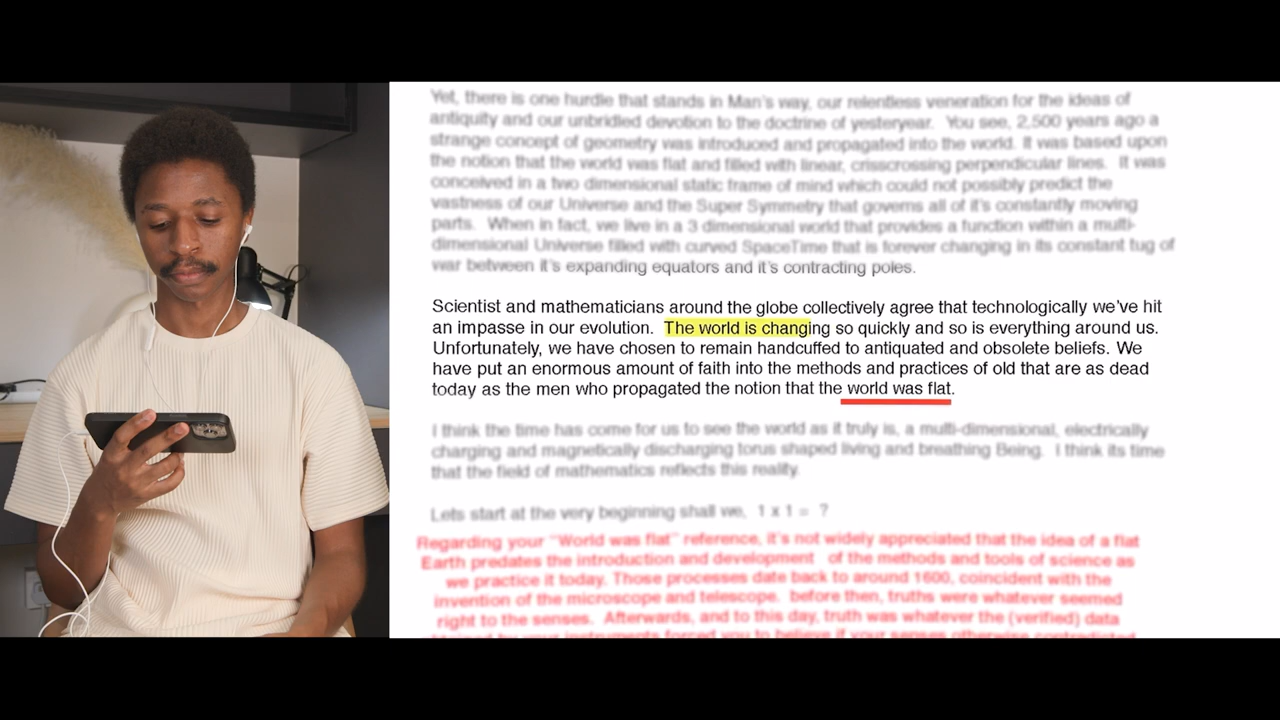 Yet, there is one hurdle that stands in Man's way, our relentless veneration for the ideas of
antiquity and our unbridled devotion to the doctrine of yesteryear. You see, 2,500 years ago a
strange concept of geometry was introduced and propagated into the world. It was based upon
the notion that the world was flat and filled with linear, crisscrossing perpendicular lines. It was
conceived in a two dimensional static frame of mind which could not possibly predict the
vastness of our Universe and the Super Symmetry that governs all of it's constantly moving
parts. When in fact, we live in a 3 dimensional world that provides a function within a multi-
dimensional Universe filled with curved SpaceTime that is forever changing in its constant tug of
war between it's expanding equators and it's contracting poles.
Scientist and mathematicians around the globe collectively agree that technologically we've hit
an impasse in our evolution. The world is changing so quickly and so is everything around us.
Unfortunately, we have chosen to remain handcuffed to antiquated and obsolete beliefs. We
have put an enormous amount of faith into the methods and practices of old that are as dead
today as the men who propagated the notion that the world was flat.
I think the time has come for us to see the world as it truly is, a multi-dimensional, electrically
charging and magnetically discharging torus shaped living and breathing Being. I think its time
that the field of mathematics reflects this reality.
Lets start at the very beginning shall we, 1 x 1 = ?
Regarding your "World was flat" reference, it's not widely appreciated that the idea of a flat
Earth predates the introduction and development of the methods and tools of science as
we practice it today. Those processes date back to around 1600, coincident with the
invention of the microscope and telescope. before then, truths were whatever seemed
right to the senses. Afterwards, and to this day, truth was whatever the (verified) data